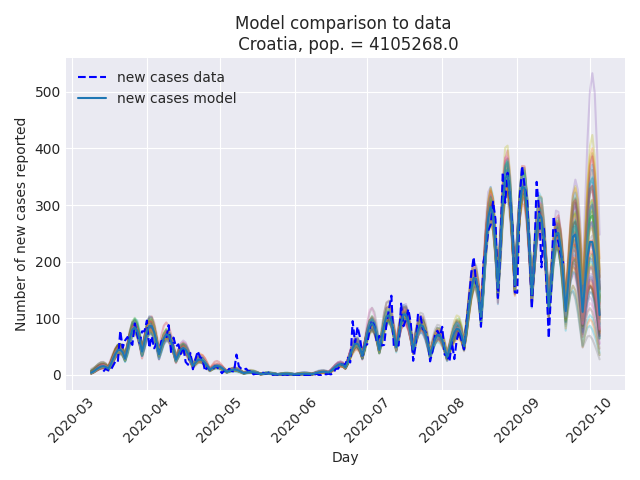 Model comparison to data
Croatia, pop. = 4105268.0
new cases data
new cases model
Number of new cases reported
500
400
300
200
100
0
2020-03
2020-04
2020-05
2020-06
2020-07
2020-08
2020-09
2020-10
Day